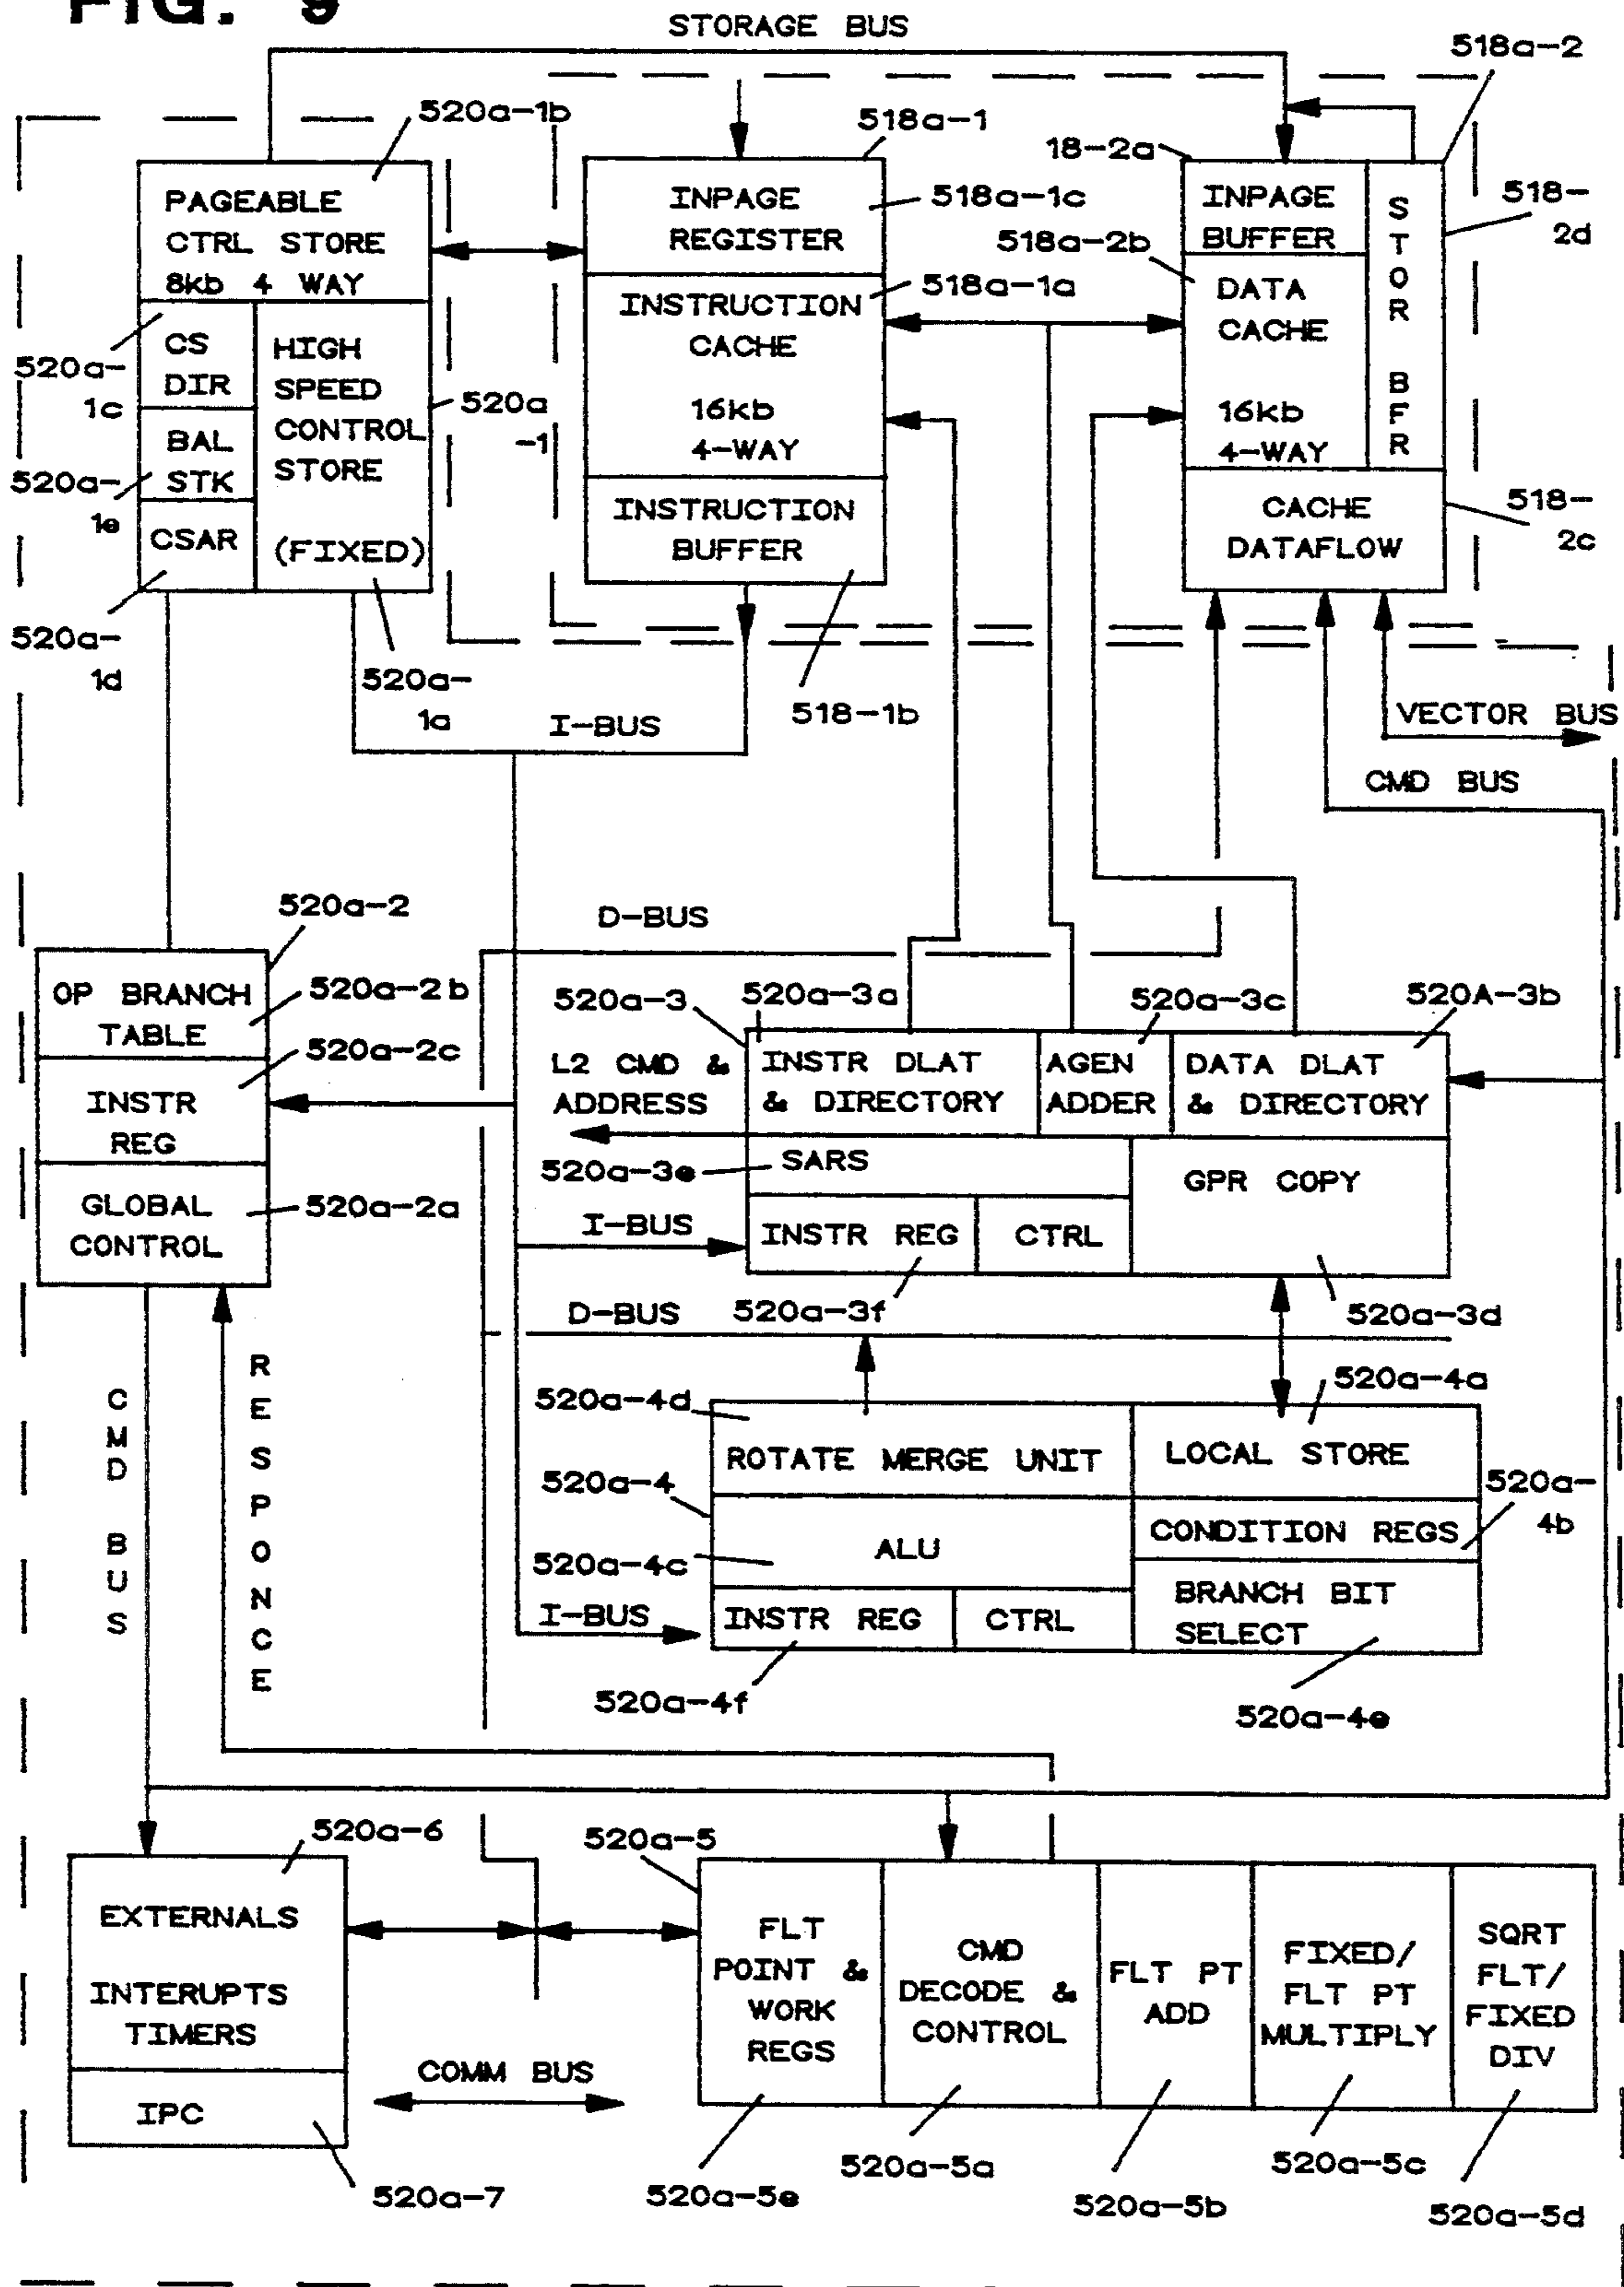 FIG. 9
STORAGE BUS
518a-2
520a-1b
518a-1
18-2a
PAGEABLE
CTRL STORE
8kb 4 WAY
INPAGE
REGISTER
518a-1c
518a-2b
INPAGE
BUFFER
STOR BFR
518-
2d
518a-1a
INSTRUCTION
CACHE
16kb
4-WAY
DATA
CACHE
16kb
4-WAY
CS
DIR
HIGH
SPEED
CONTROL
STORE
(FIXED)
520a-
1c
520a
-1
BAL
STK
520a-
1e
CSAR
INSTRUCTION
BUFFER
CACHE
DATAFLOW
518-
2c
520a-
1d
520a-
1a
518-1b
I-BUS
VECTOR BUS
CMD BUS
520a-2
D-BUS
OP BRANCH
TABLE
520a-2b
520a-3
520a-3a
520a-3c
520A-3b
520a-2c
INSTR
REG
L2 CMD &
ADDRESS
INSTR DLAT
& DIRECTORY
AGEN
ADDER
DATA DLAT
& DIRECTORY
520a-3e
SARS
GPR COPY
GLOBAL
CONTROL
520a-2a
I-BUS
INSTR REG
CTRL
D-BUS
520a-3f
520a-3d
CMD BUS
RESPONCE
520a-4d
520a-4a
ROTATE MERGE UNIT
LOCAL STORE
520a-4
520a-
4b
CONDITION REGS
520a-4c
ALU
BRANCH BIT
SELECT
I-BUS
INSTR REG
CTRL
520a-4f
520a-4e
520a-6
520a-5
EXTERNALS
INTERUPTS
TIMERS
FLT
POINT &
WORK
REGS
CMD
DECODE &
CONTROL
FLT PT
ADD
FIXED/
FLT PT
MULTIPLY
SQRT
FLT/
FIXED
DIV
COMM BUS
IPC
520a-7
520a-5e
520a-5a
520a-5b
520a-5c
520a-5d